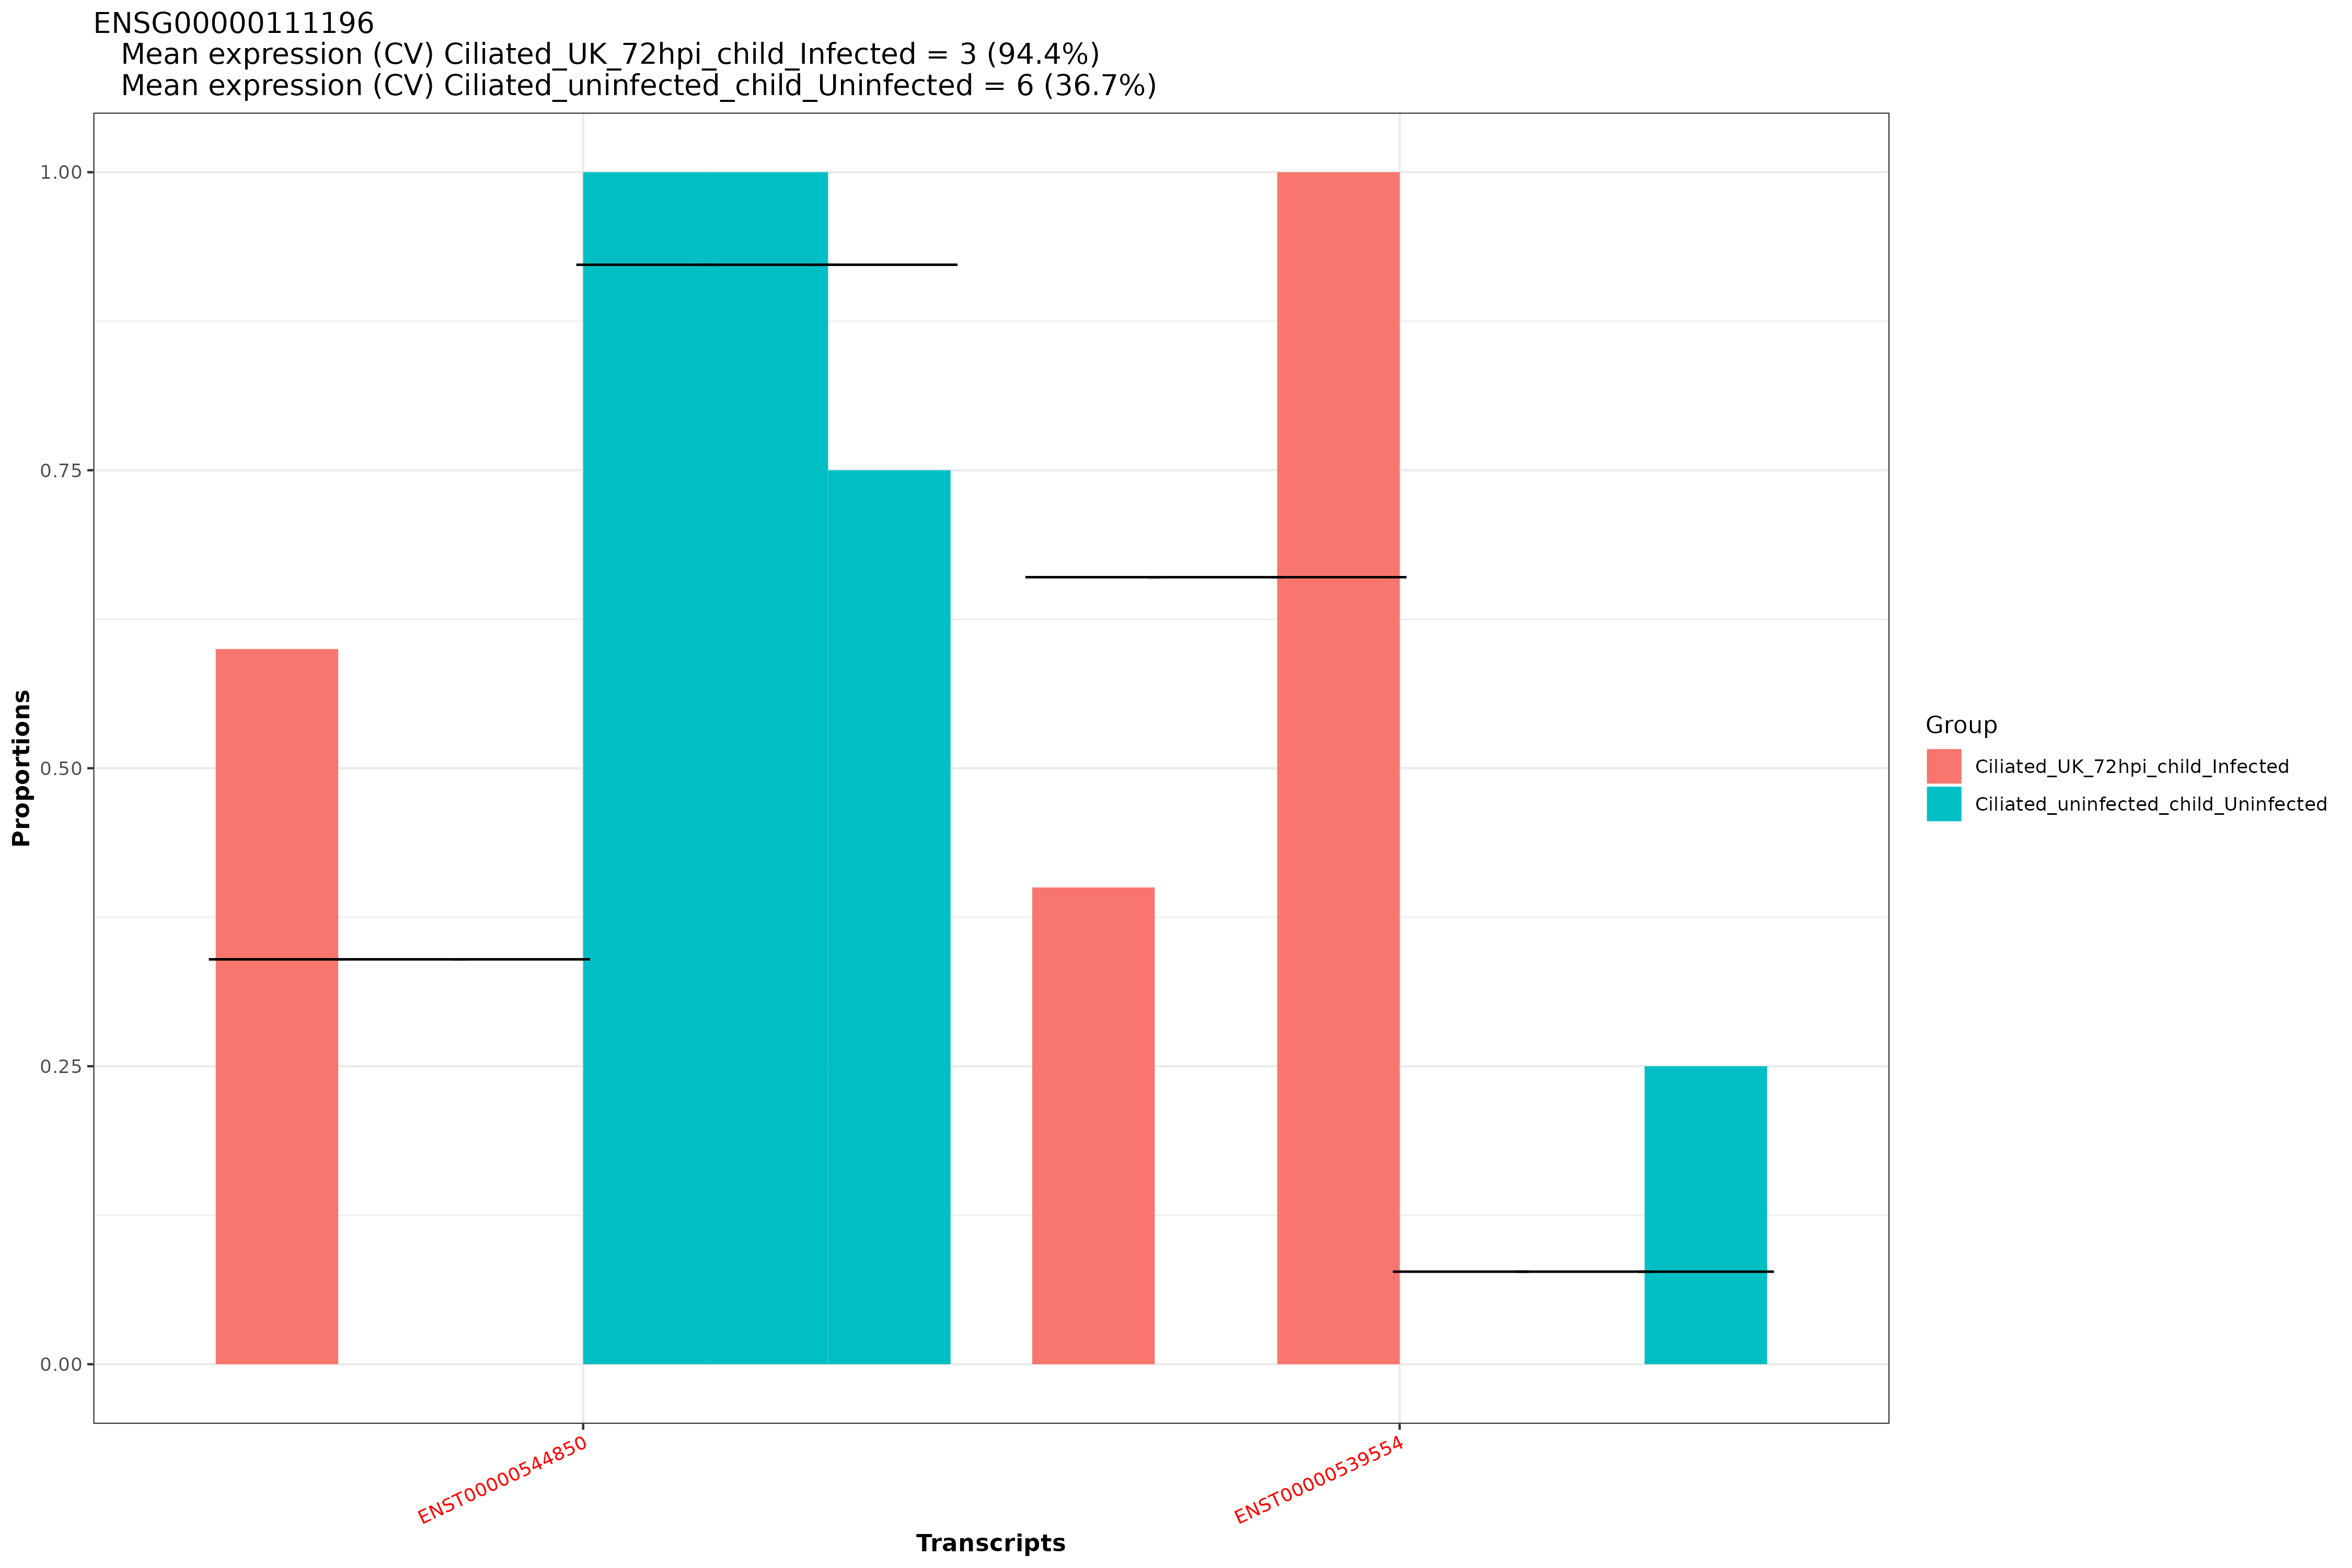 ENSG00000111196
Mean expression (CV) Ciliated_UK_72hpi_child_Infected = 3 (94.4%)
Mean expression (CV) Ciliated_uninfected_child_Uninfected = 6 (36.7%)
1.00
0.75
0.50
0.25
0.00
Proportions
ENST0000544850
ENST00000539554
Transcripts
Group
Ciliated_UK_72hpi_child_Infected
Ciliated_uninfected_child_Uninfected